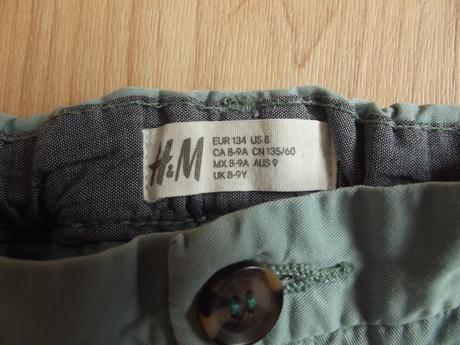 H&M
EUR 134 US 8
CA 8-9A CN 135/60
MX 8-9A AUS 9
UK 8-9Y